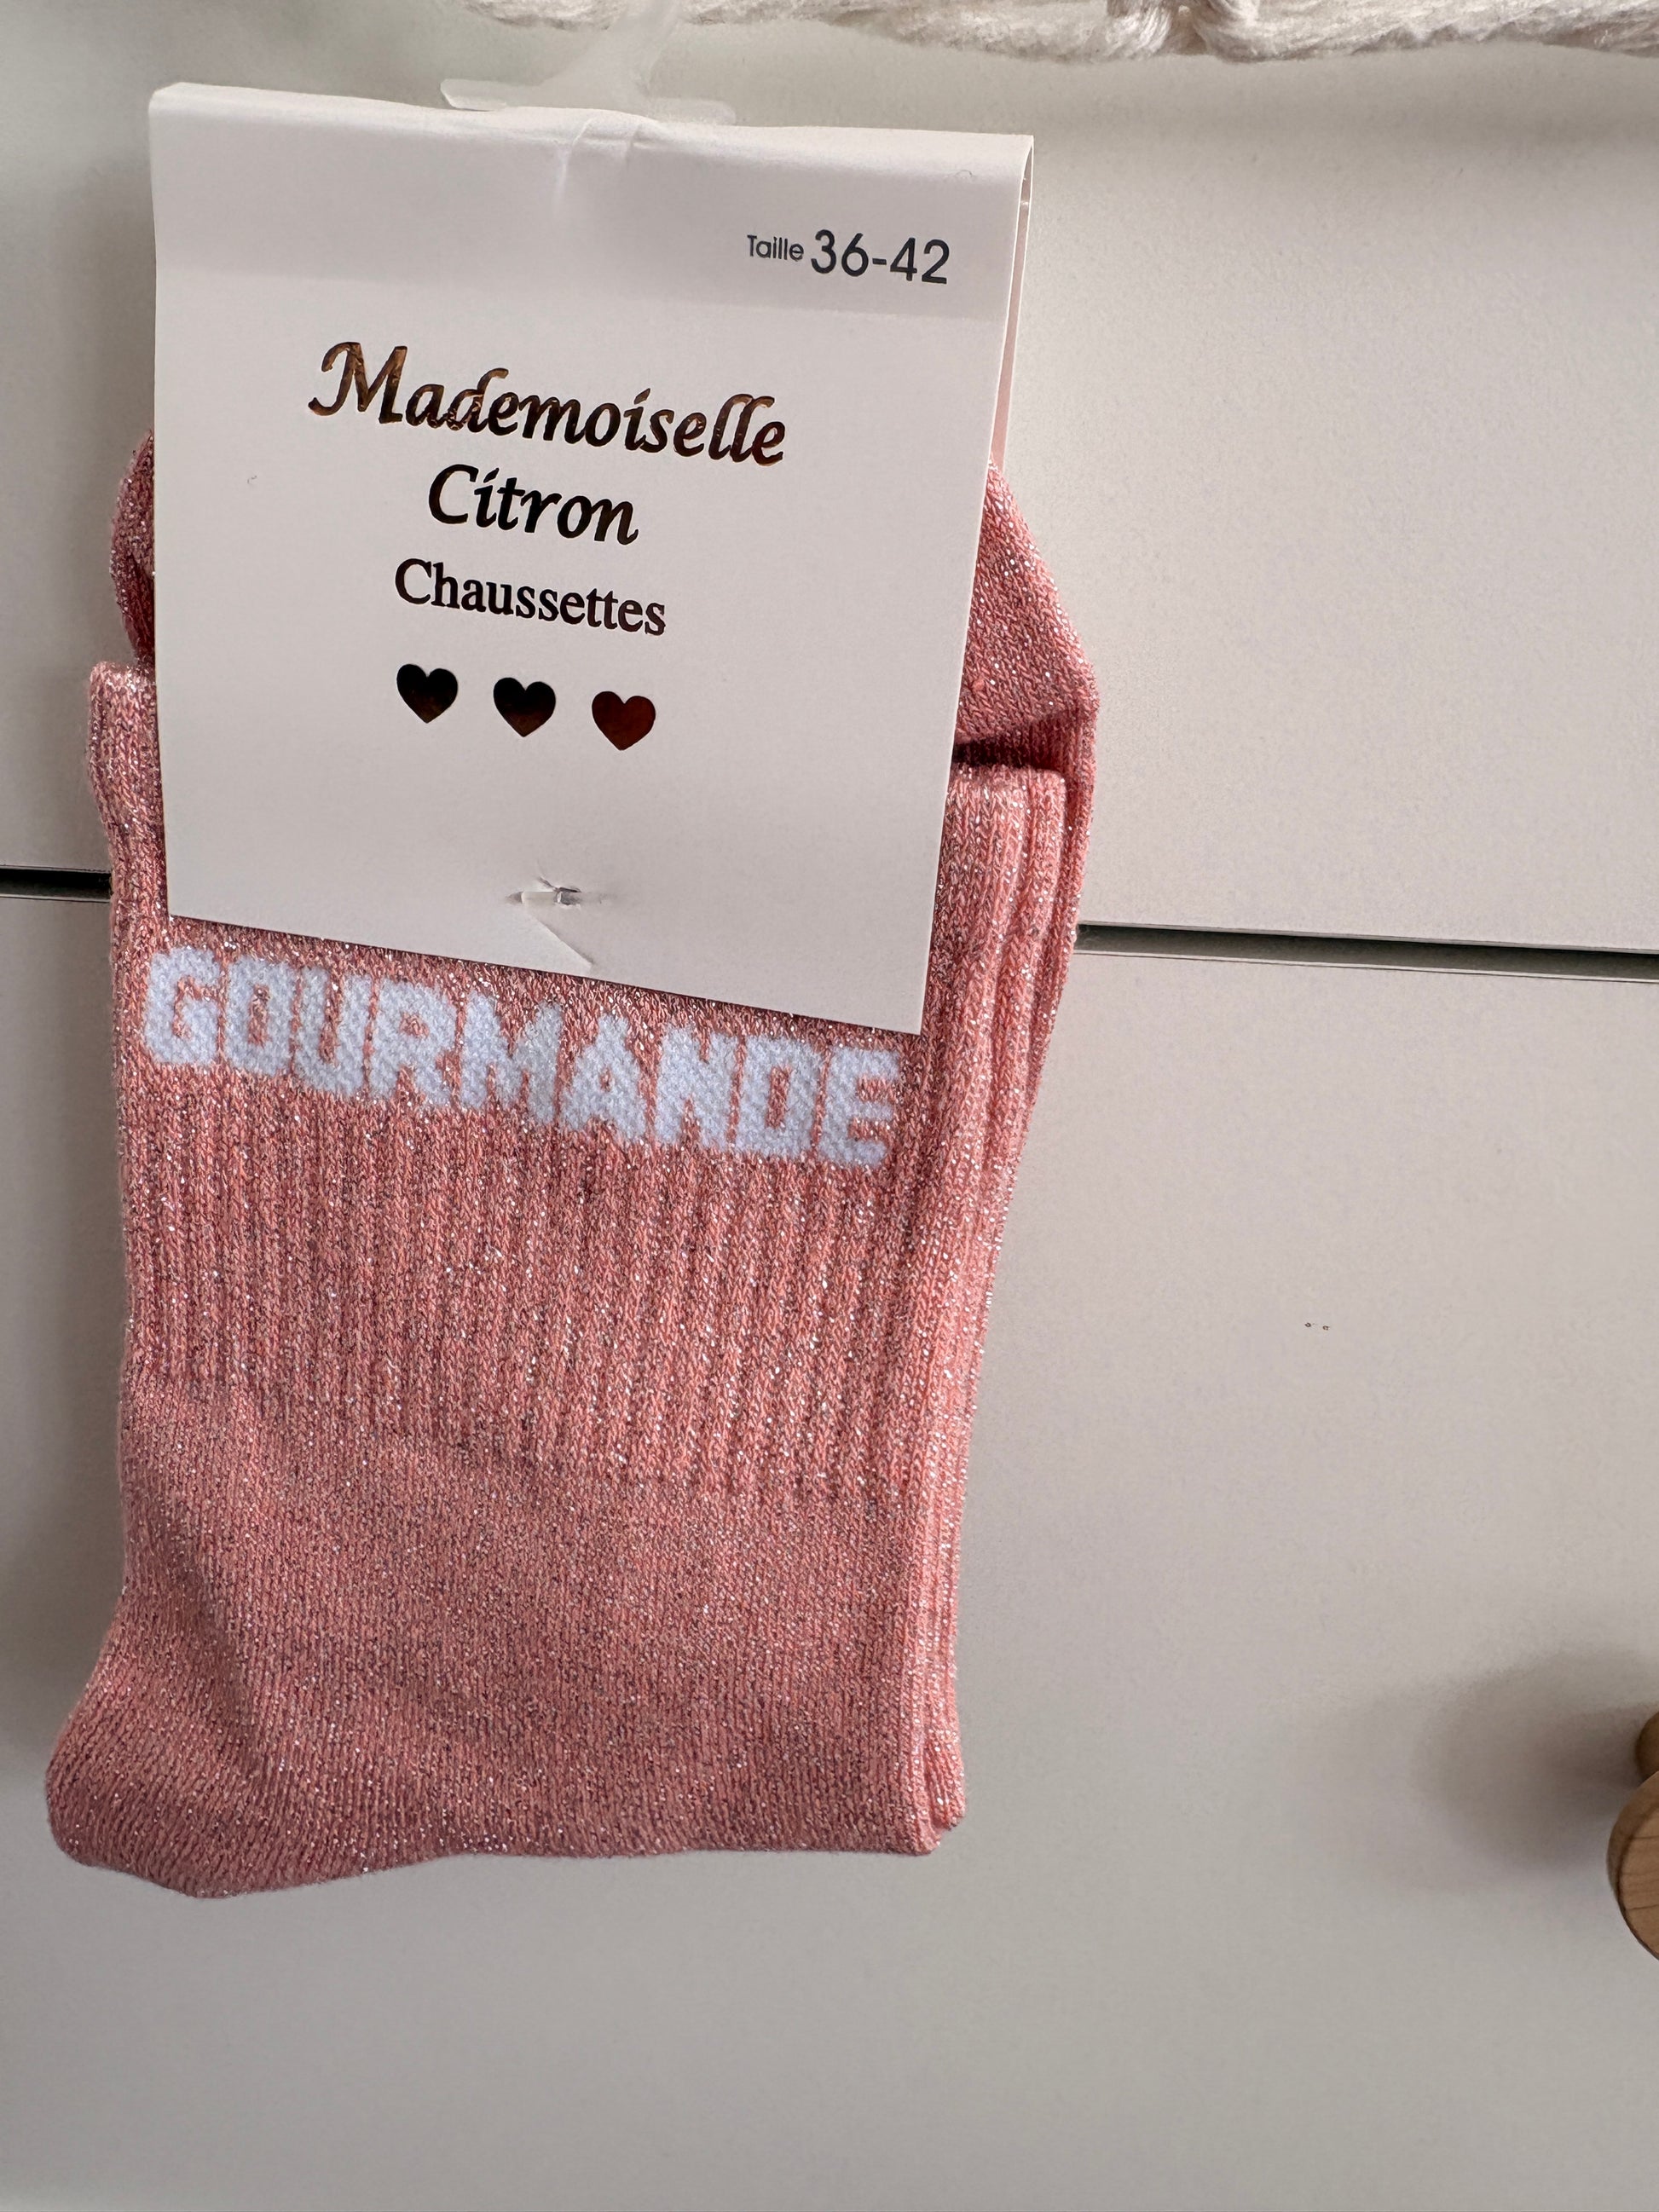 Taille 36-42
Mademoiselle
Citron
Chaussettes
GOURMANDE